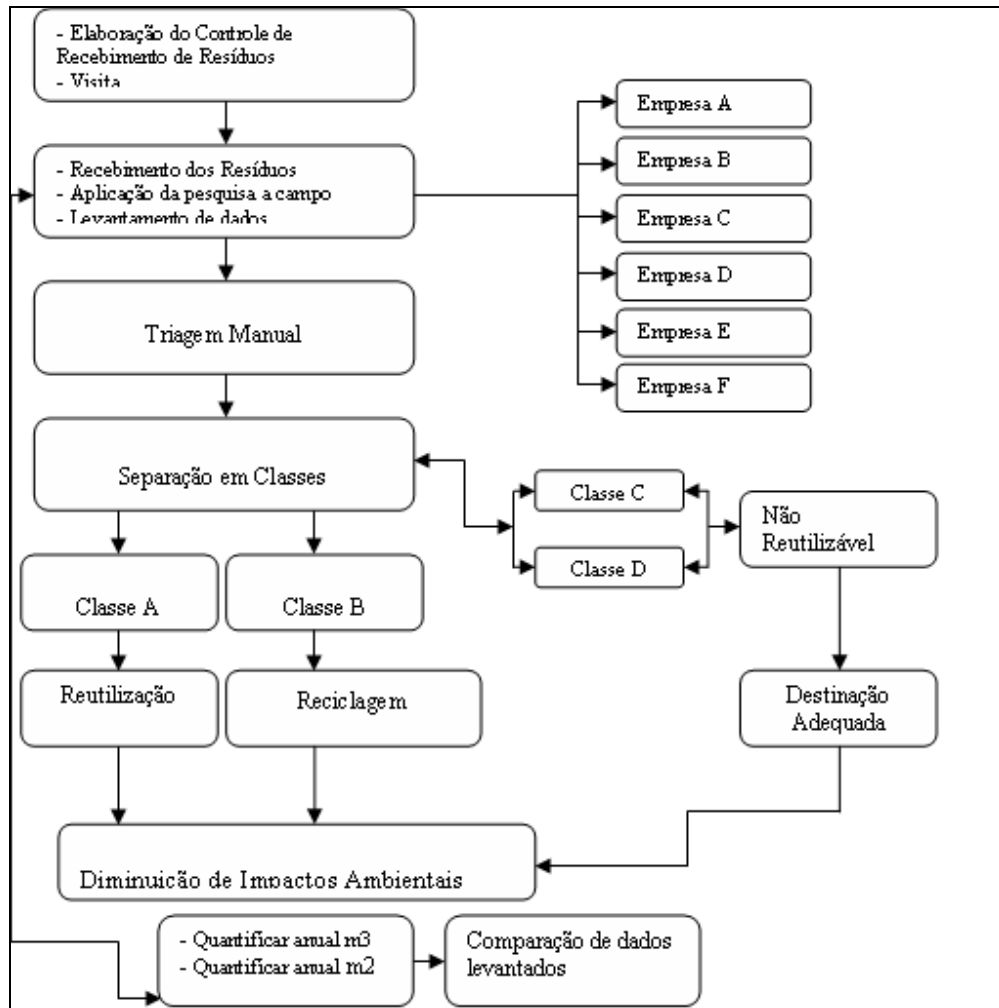 - Elaboração do Controle de
Recebimento de Resíduos
- Visita
- Recebimento dos Resíduos
- Aplicação da pesquisa a campo
- Levantamento de dados
Empresa A
Empresa B
Empresa C
Empresa D
Empresa E
Empresa F
Triagem Manual
Separação em Classes
Classe C
Classe D
Não
Reutilizável
Classe A
Classe B
Reutilização
Reciclagem
Destinação
Adequada
Diminuição de Impactos Ambientais
- Quantificar anual m3
- Quantificar anual m2
Comparação de dados
levantados